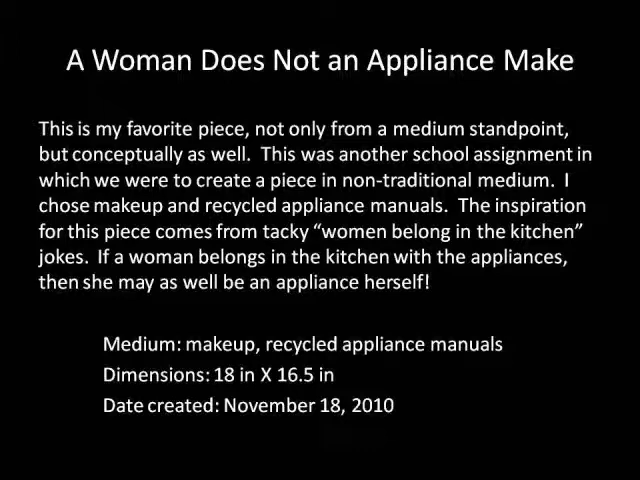 A Woman Does Not an Appliance Make
This is my favorite piece, not only from a medium standpoint,
but conceptually as well. This was another school assignment in
which we were to create a piece in non-traditional medium. I
chose makeup and recycled appliance manuals. The inspiration
for this piece comes from tacky “women belong in the kitchen”
jokes. If a woman belongs in the kitchen with the appliances,
then she may as well be an appliance herself!
Medium: makeup, recycled appliance manuals
Dimensions: 18 in X 16.5 in
Date created: November 18, 2010